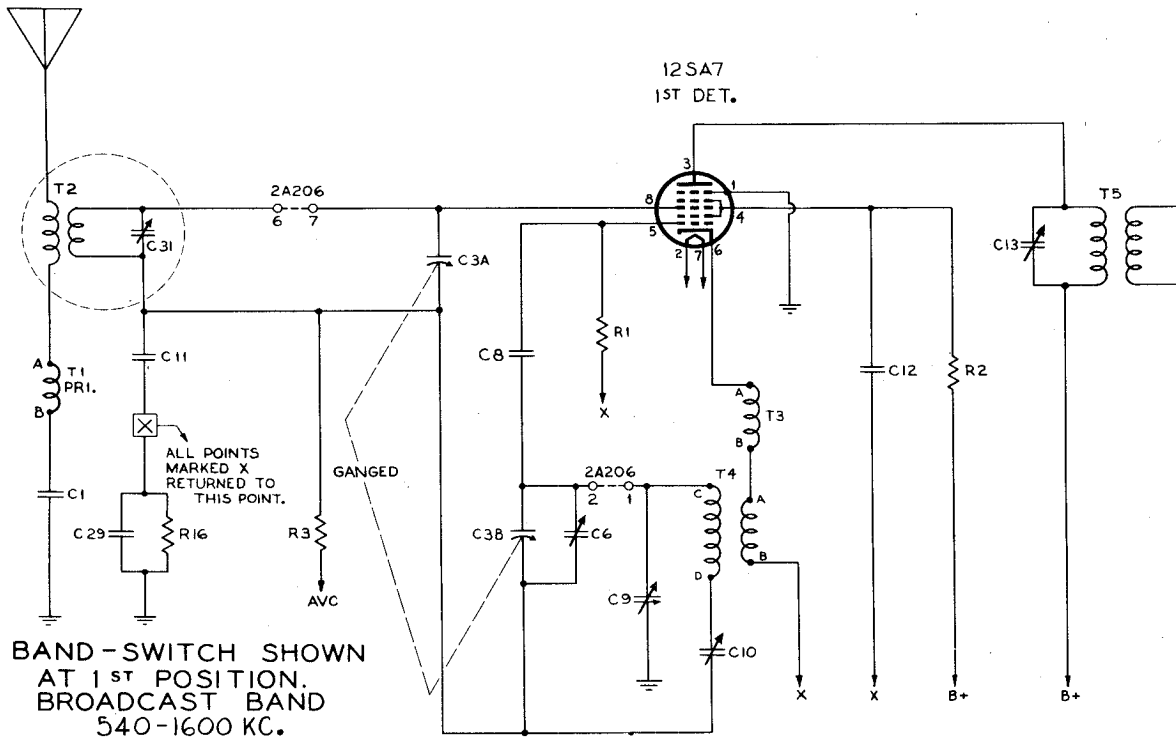 12SA7
1ST DET.
3
1
T2
2A206
8
4
T5
6
7
5
C31
C3A
2
7
6
C13
R1
C11
C8
C12
R2
A
T1
PRI.
B
A
T3
B
X
X
ALL POINTS
MARKED X
RETURNED TO
THIS POINT.
GANGED
2A206
T4
C1
2
1
C
A
C29
R16
R3
C3B
C6
D
B
C9
AVC
C10
X
X
B+
B+
BAND-SWITCH SHOWN
AT 1ST POSITION.
BROADCAST BAND
540-1600 KC.